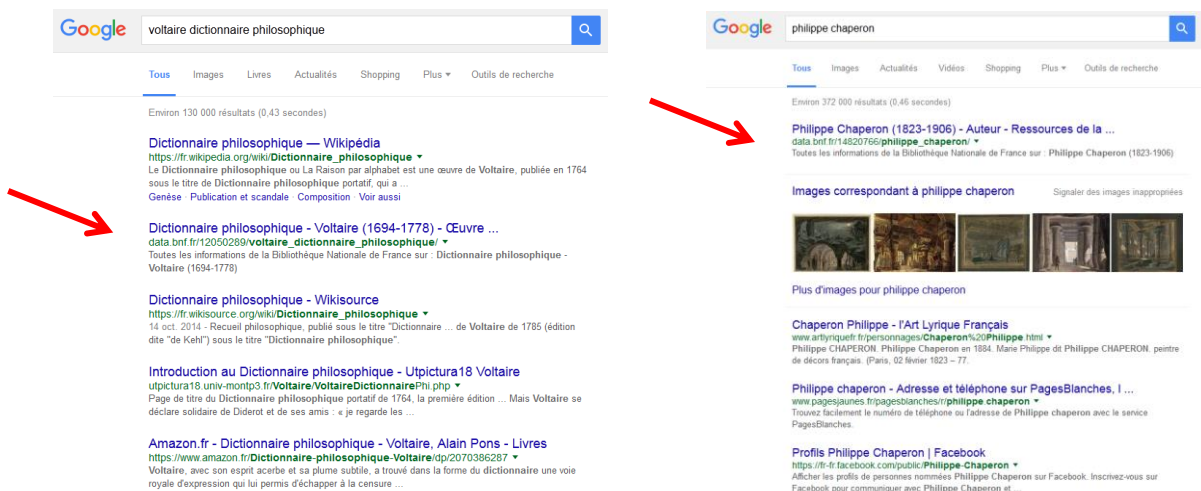 Google
voltaire dictionnaire philosophique
Tous Images Livres Actualités Shopping Plus Outils de recherche
Environ 130 000 résultats (0,43 secondes)
Dictionnaire philosophique — Wikipédia
https://fr.wikipedia.org/wiki/Dictionnaire_philosophique
Le Dictionnaire philosophique ou La Raison par alphabet est une œuvre de Voltaire, publiée en 1764
sous le titre de Dictionnaire philosophique portatif, qui a ...
Genèse · Publication et scandale · Composition · Voir aussi
Dictionnaire philosophique - Voltaire (1694-1778) - Œuvre ...
data.bnf.fr/12050289/voltaire_dictionnaire_philosophique/
Toutes les informations de la Bibliothèque Nationale de France sur : Dictionnaire philosophique -
Voltaire (1694-1778)
Dictionnaire philosophique - Wikisource
https://fr.wikisource.org/wiki/Dictionnaire_philosophique
14 oct. 2014 - Recueil philosophique, publié sous le titre "Dictionnaire ... de Voltaire de 1785 (édition
dite "de Kehl") sous le titre "Dictionnaire philosophique".
Introduction au Dictionnaire philosophique - Utpictura18 Voltaire
utpictura18.univ-montp3.fr/Voltaire/VoltaireDictionnairePhi.php
Page de titre du Dictionnaire philosophique portatif de 1764, la première édition ... Mais Voltaire se
déclare solidaire de Diderot et de ses amis : « je regarde les ...
Amazon.fr - Dictionnaire philosophique - Voltaire, Alain Pons - Livres
https://www.amazon.fr/Dictionnaire-philosophique-Voltaire/dp/2070386287
Voltaire, avec son esprit acerbe et sa plume subtile, a trouvé dans la forme du dictionnaire une voie
royale d'expression qui lui permis d'échapper à la censure ...
Google
philippe chaperon
Tous Images Actualités Vidéos Shopping Plus Outils de recherche
Environ 372 000 résultats (0,46 secondes)
Philippe Chaperon (1823-1906) - Auteur - Ressources de la ...
data.bnf.fr/14820766/philippe_chaperon/
Toutes les informations de la Bibliothèque Nationale de France sur : Philippe Chaperon (1823-1906)
Images correspondant à philippe chaperon Signaler des images inappropriées
Plus d'images pour philippe chaperon
Chaperon Philippe - l'Art Lyrique Français
www.artlyriquefr.fr/personnages/Chaperon%20Philippe.html
Philippe CHAPERON. Philippe Chaperon en 1884. Marie Philippe dit Philippe CHAPERON. peintre
de décors français. (Paris, 02 février 1823 – 77.
Philippe chaperon - Adresse et téléphone sur PagesBlanches, l ...
www.pagesjaunes.fr/pagesblanches/r/philippe chaperon
Trouvez facilement le numéro de téléphone ou l'adresse de Philippe chaperon avec le service
PagesBlanches.
Profils Philippe Chaperon | Facebook
https://fr-fr.facebook.com/public/Philippe-Chaperon
Afficher les profils de personnes nommées Philippe Chaperon sur Facebook. Inscrivez-vous sur
Facebook pour communiquer avec Philippe Chaperon et ...